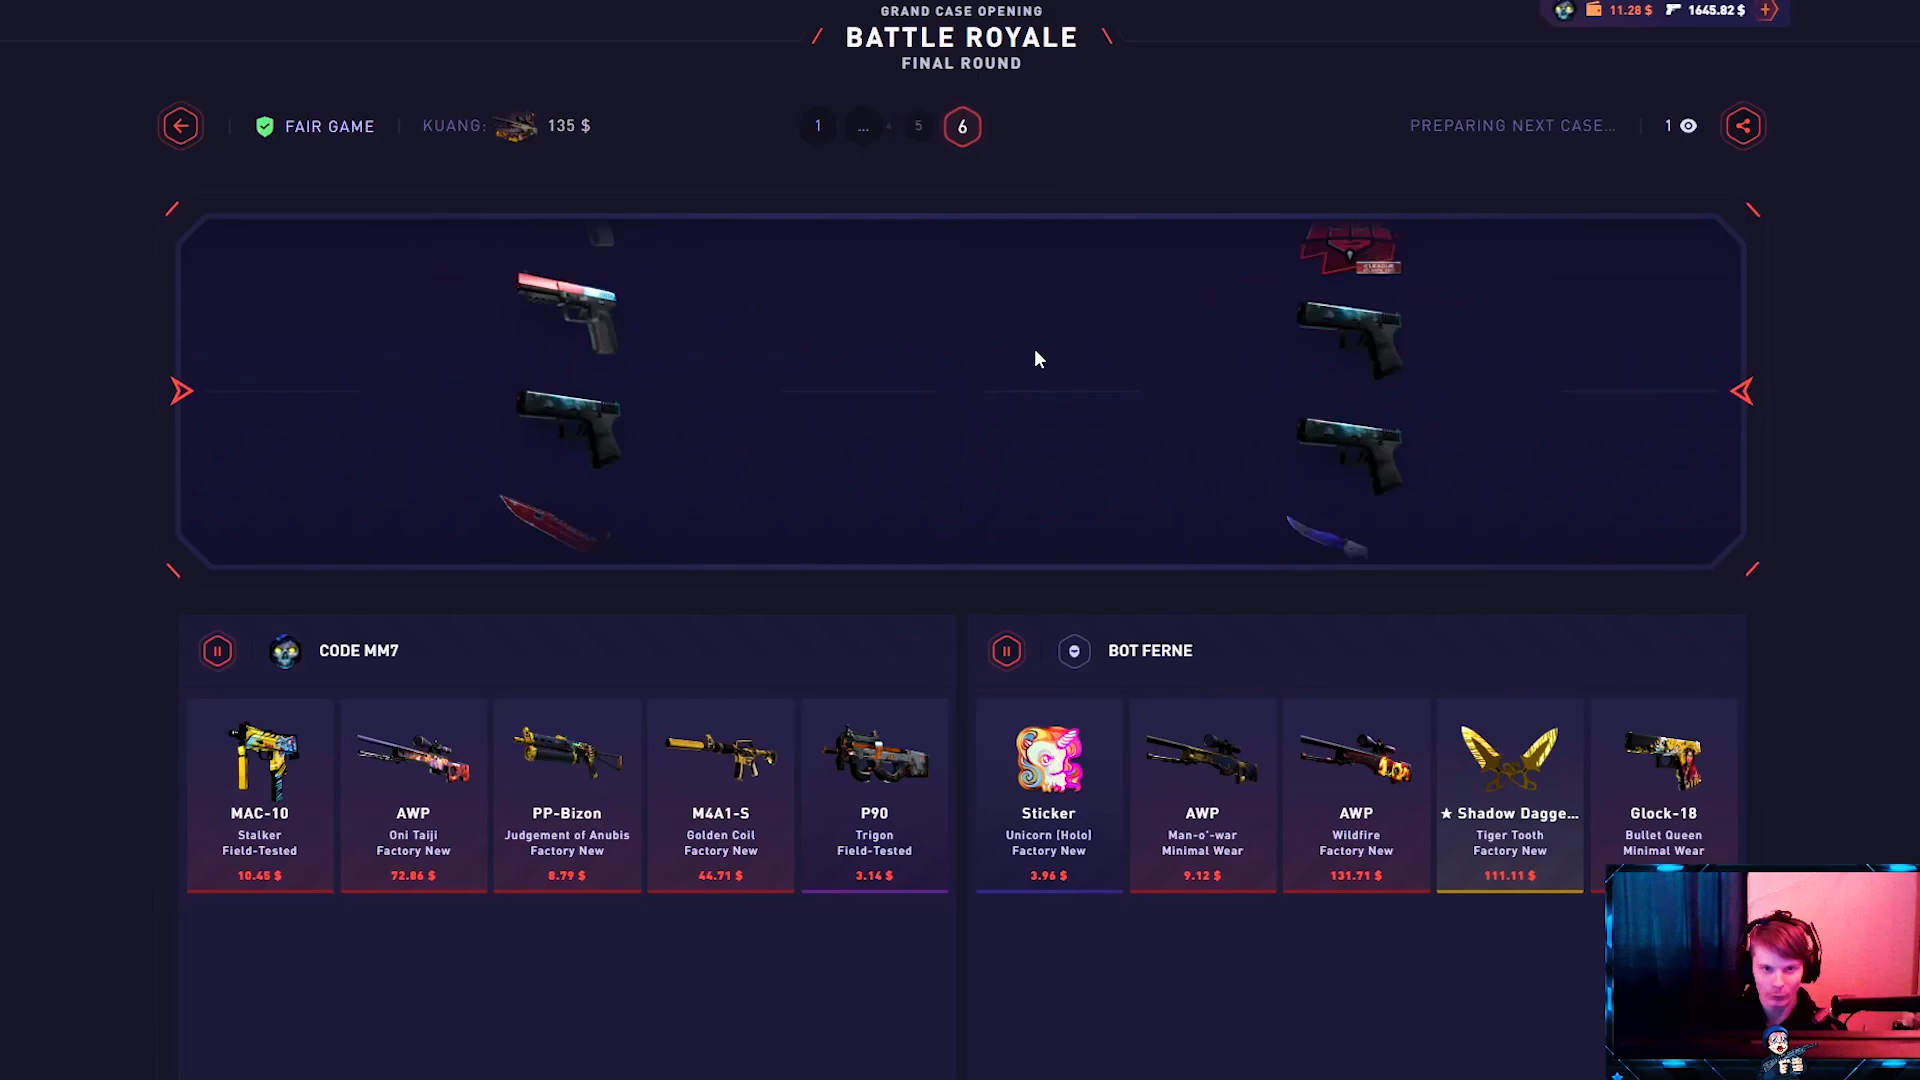 GRAND CASE OPENING
BATTLE ROYALE
FINAL ROUND
11.28 $
1645.82 $
FAIR GAME
KUANG:
135 $
1
...
4
5
6
PREPARING NEXT CASE...
1
CODE MM7
BOT FERNE
MAC-10
Stalker
Field-Tested
10.45 $
AWP
Oni Taiji
Factory New
72.86 $
PP-Bizon
Judgement of Anubis
Factory New
8.79 $
M4A1-S
Golden Coil
Factory New
44.71 $
P90
Trigon
Field-Tested
3.14 $
Sticker
Unicorn [Holo]
Factory New
3.96 $
AWP
Man-o'-war
Minimal Wear
9.12 $
AWP
Wildfire
Factory New
131.71 $
★ Shadow Dagge...
Tiger Tooth
Factory New
111.11 $
Glock-18
Bullet Queen
Minimal Wear